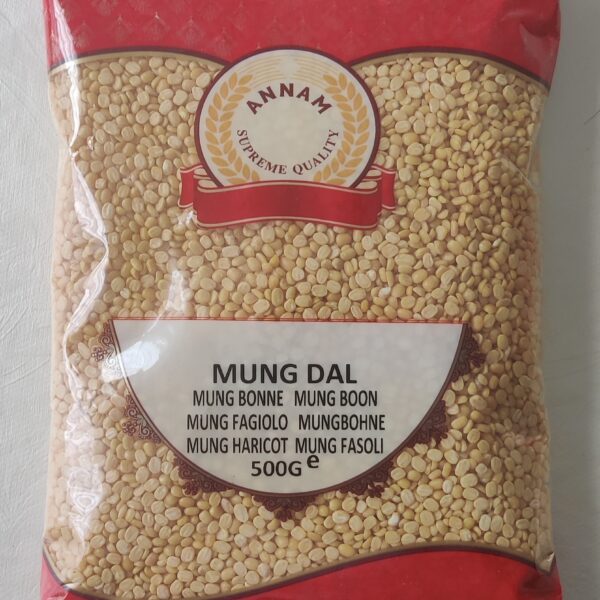 ANNAM
SUPREME QUALITY
MUNG DAL
MUNG BONNE MUNG BOON
MUNG FAGIOLO MUNGBOHNE
MUNG HARICOT MUNG FASOLI
500G e